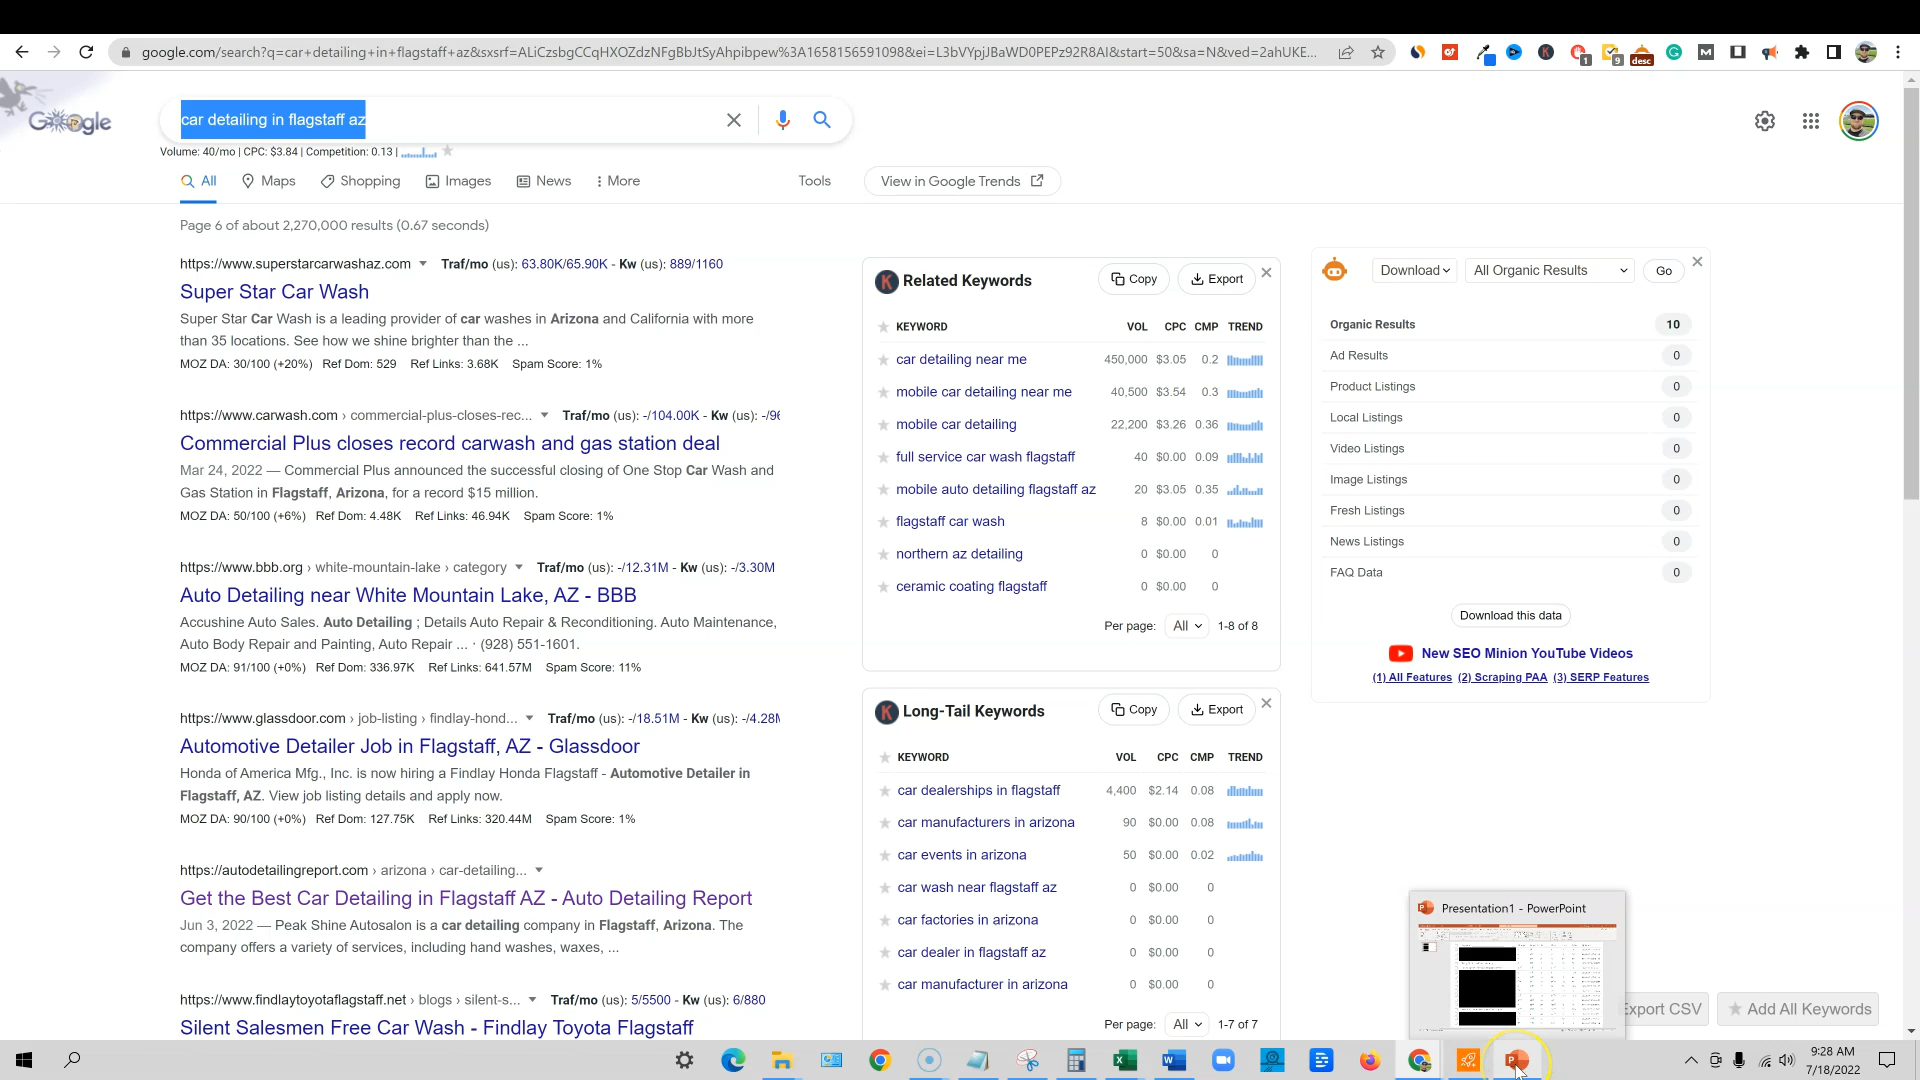 google.com/search?q=car+detailing+in+flagstaff+az&sxsrf=ALiCzsbgCCqHXOZdzNFgBbJtSyAhpibpew%3A1658156591098&ei=L3bVYpjJBaWD0PEPz92R8AI&start=50&sa=N&ved=2ahUKE...
1
9
desc
Google
car detailing in flagstaff az
Volume: 40/mo | CPC: $3.84 | Competition: 0.13 |
All Maps Shopping Images News More Tools View in Google Trends
Page 6 of about 2,270,000 results (0.67 seconds)
https://www.superstarcarwashaz.com Traf/mo (us): 63.80K/65.90K - Kw (us): 889/1160
Super Star Car Wash
Super Star Car Wash is a leading provider of car washes in Arizona and California with more
than 35 locations. See how we shine brighter than the ...
MOZ DA: 30/100 (+20%) Ref Dom: 529 Ref Links: 3.68K Spam Score: 1%
https://www.carwash.com › commercial-plus-closes-rec... Traf/mo (us): -/104.00K - Kw (us): -/96
Commercial Plus closes record carwash and gas station deal
Mar 24, 2022 — Commercial Plus announced the successful closing of One Stop Car Wash and
Gas Station in Flagstaff, Arizona, for a record $15 million.
MOZ DA: 50/100 (+6%) Ref Dom: 4.48K Ref Links: 46.94K Spam Score: 1%
https://www.bbb.org › white-mountain-lake › category Traf/mo (us): -/12.31M - Kw (us): -/3.30M
Auto Detailing near White Mountain Lake, AZ - BBB
Accushine Auto Sales. Auto Detailing ; Details Auto Repair & Reconditioning. Auto Maintenance,
Auto Body Repair and Painting, Auto Repair ... · (928) 551-1601.
MOZ DA: 91/100 (+0%) Ref Dom: 336.97K Ref Links: 641.57M Spam Score: 11%
https://www.glassdoor.com › job-listing › findlay-hond... Traf/mo (us): -/18.51M - Kw (us): -/4.28M
Automotive Detailer Job in Flagstaff, AZ - Glassdoor
Honda of America Mfg., Inc. is now hiring a Findlay Honda Flagstaff - Automotive Detailer in
Flagstaff, AZ. View job listing details and apply now.
MOZ DA: 90/100 (+0%) Ref Dom: 127.75K Ref Links: 320.44M Spam Score: 1%
https://autodetailingreport.com › arizona › car-detailing...
Get the Best Car Detailing in Flagstaff AZ - Auto Detailing Report
Jun 3, 2022 — Peak Shine Autosalon is a car detailing company in Flagstaff, Arizona. The
company offers a variety of services, including hand washes, waxes, ...
https://www.findlaytoyotaflagstaff.net › blogs › silent-s... Traf/mo (us): 5/5500 - Kw (us): 6/880
Silent Salesmen Free Car Wash - Findlay Toyota Flagstaff
Related Keywords Copy Export
KEYWORD VOL CPC CMP TREND
car detailing near me 450,000 $3.05 0.2
mobile car detailing near me 40,500 $3.54 0.3
mobile car detailing 22,200 $3.26 0.36
full service car wash flagstaff 40 $0.00 0.09
mobile auto detailing flagstaff az 20 $3.05 0.35
flagstaff car wash 8 $0.00 0.01
northern az detailing 0 $0.00 0
ceramic coating flagstaff 0 $0.00 0
Per page: All 1-8 of 8
Long-Tail Keywords Copy Export
KEYWORD VOL CPC CMP TREND
car dealerships in flagstaff 4,400 $2.14 0.08
car manufacturers in arizona 90 $0.00 0.08
car events in arizona 50 $0.00 0.02
car wash near flagstaff az 0 $0.00 0
car factories in arizona 0 $0.00 0
car dealer in flagstaff az 0 $0.00 0
car manufacturer in arizona 0 $0.00 0
Per page: All 1-7 of 7
Download All Organic Results Go
Organic Results 10
Ad Results 0
Product Listings 0
Local Listings 0
Video Listings 0
Image Listings 0
Fresh Listings 0
News Listings 0
FAQ Data 0
Download this data
New SEO Minion YouTube Videos
(1) All Features (2) Scraping PAA (3) SERP Features
Presentation1 - PowerPoint
Export CSV Add All Keywords
9:28 AM
7/18/2022